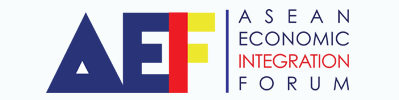 AEF
ASEAN
ECONOMIC
INTEGRATION
FORUM